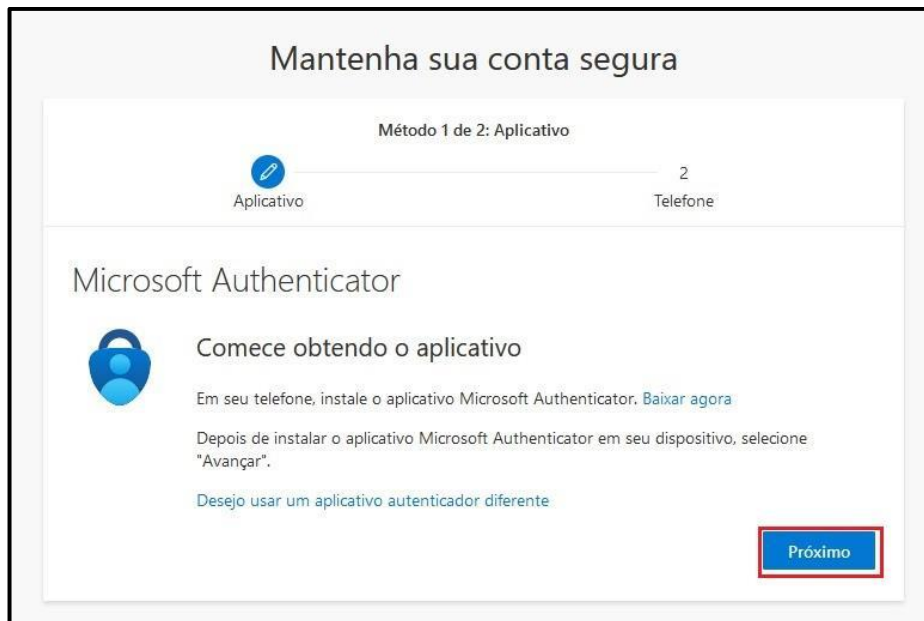 Mantenha sua conta segura
Método 1 de 2: Aplicativo
2
Aplicativo
Telefone
Microsoft Authenticator
Comece obtendo o aplicativo
Em seu telefone, instale o aplicativo Microsoft Authenticator. Baixar agora
Depois de instalar o aplicativo Microsoft Authenticator em seu dispositivo, selecione
"Avançar".
Desejo usar um aplicativo autenticador diferente
Próximo